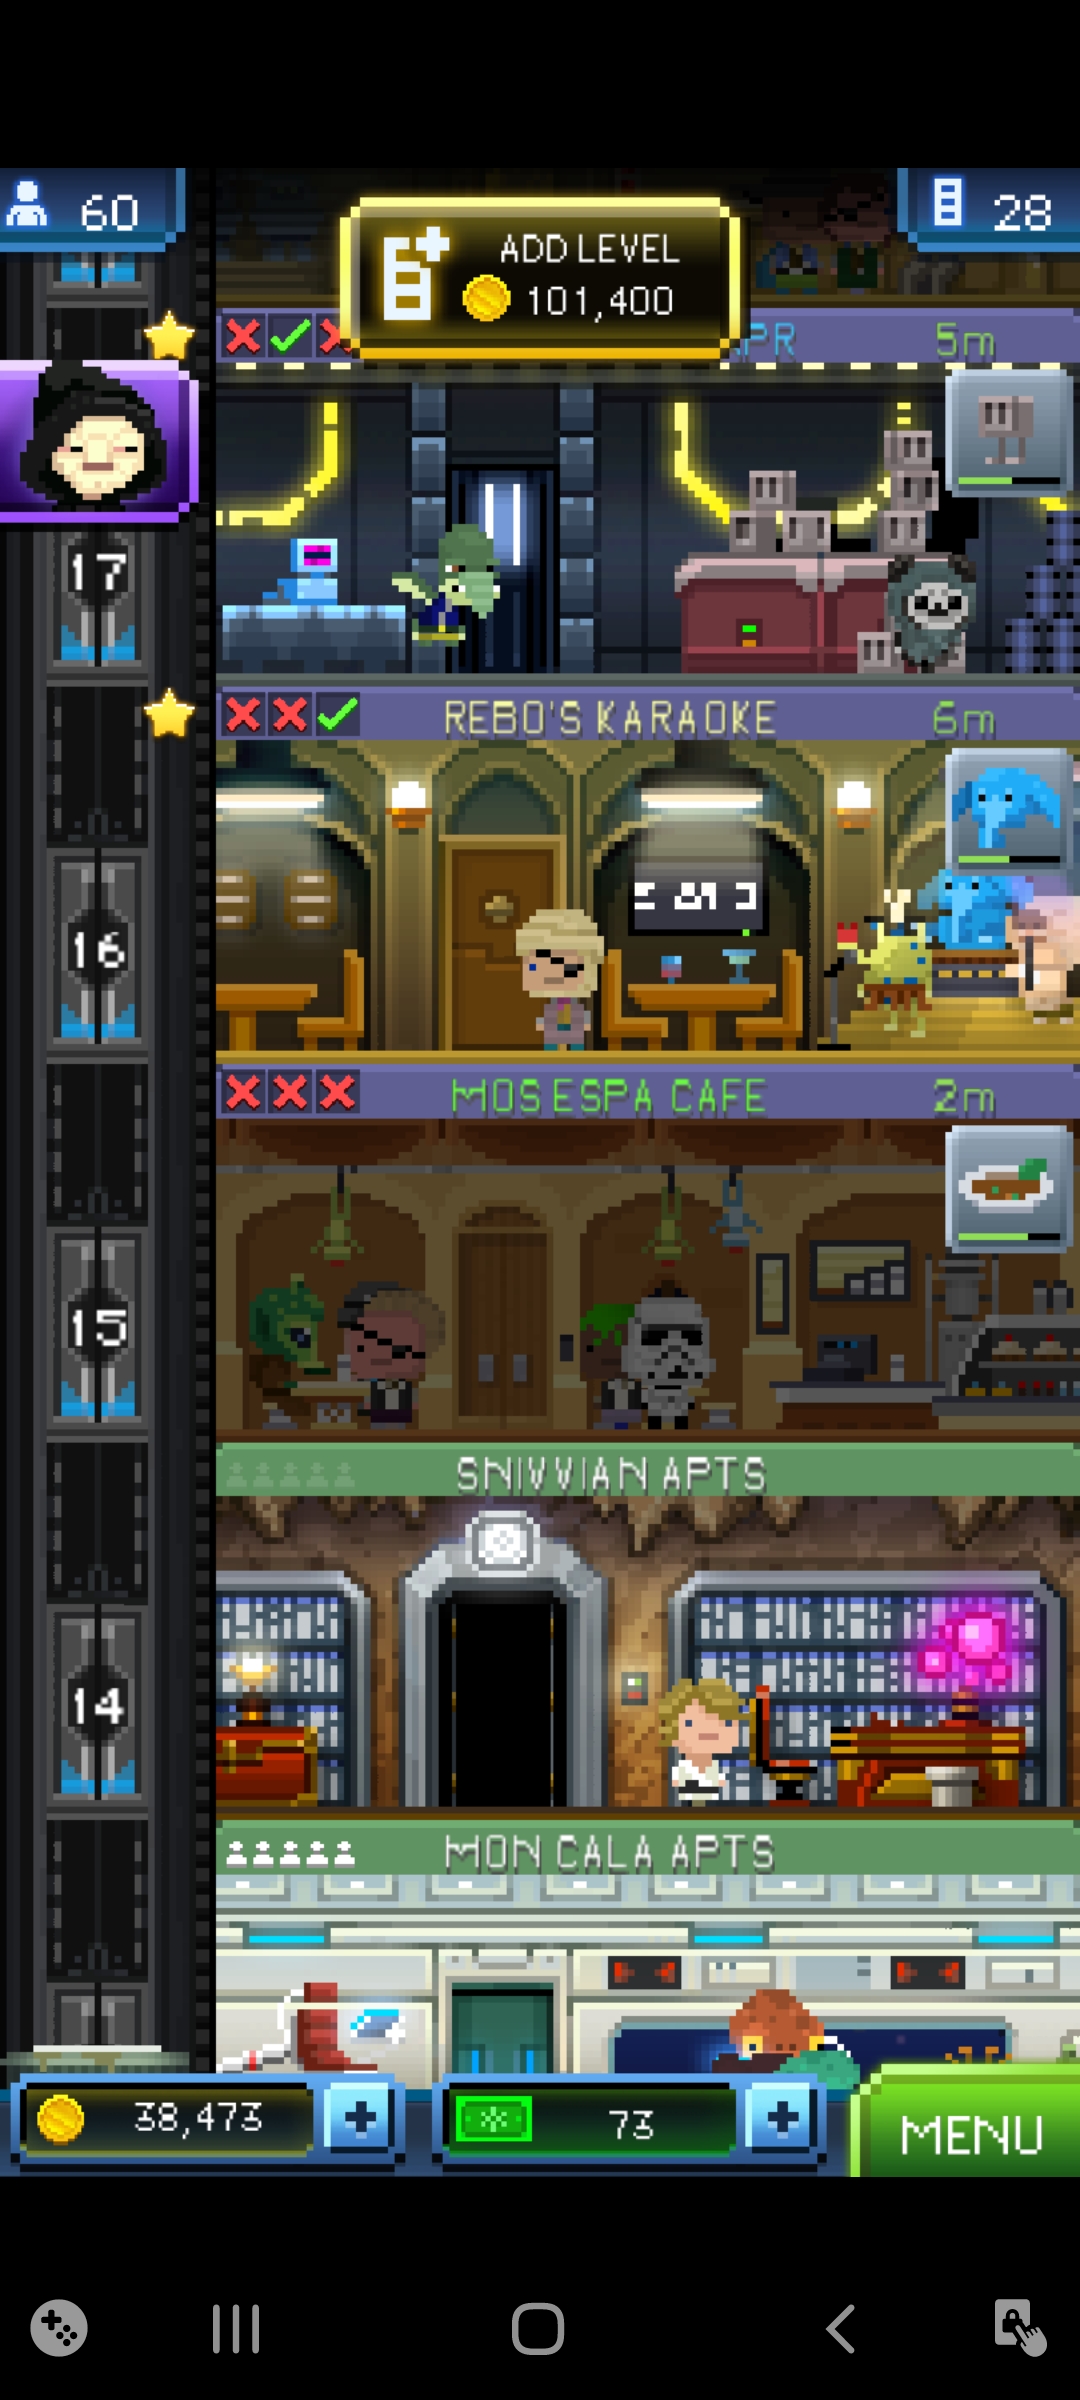 60
28
ADD LEVEL
101,400
5m
17
REBO'S KARAOKE 6m
16
MOS ESPA CAFE 2m
15
SNIVVIAN APTS
14
MON CALA APTS
38,473
73
MENU